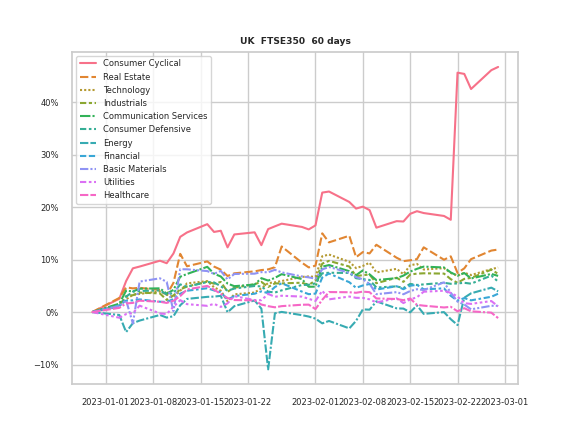 UK FTSE350 60 days
Consumer Cyclical
Real Estate
Technology
Industrials
Communication Services
Consumer Defensive
Energy
Financial
Basic Materials
Utilities
Healthcare
40%
30%
20%
10%
0%
−10%
2023-01-01 2023-01-08 2023-01-15 2023-01-22 2023-02-01 2023-02-08 2023-02-15 2023-02-22 2023-03-01